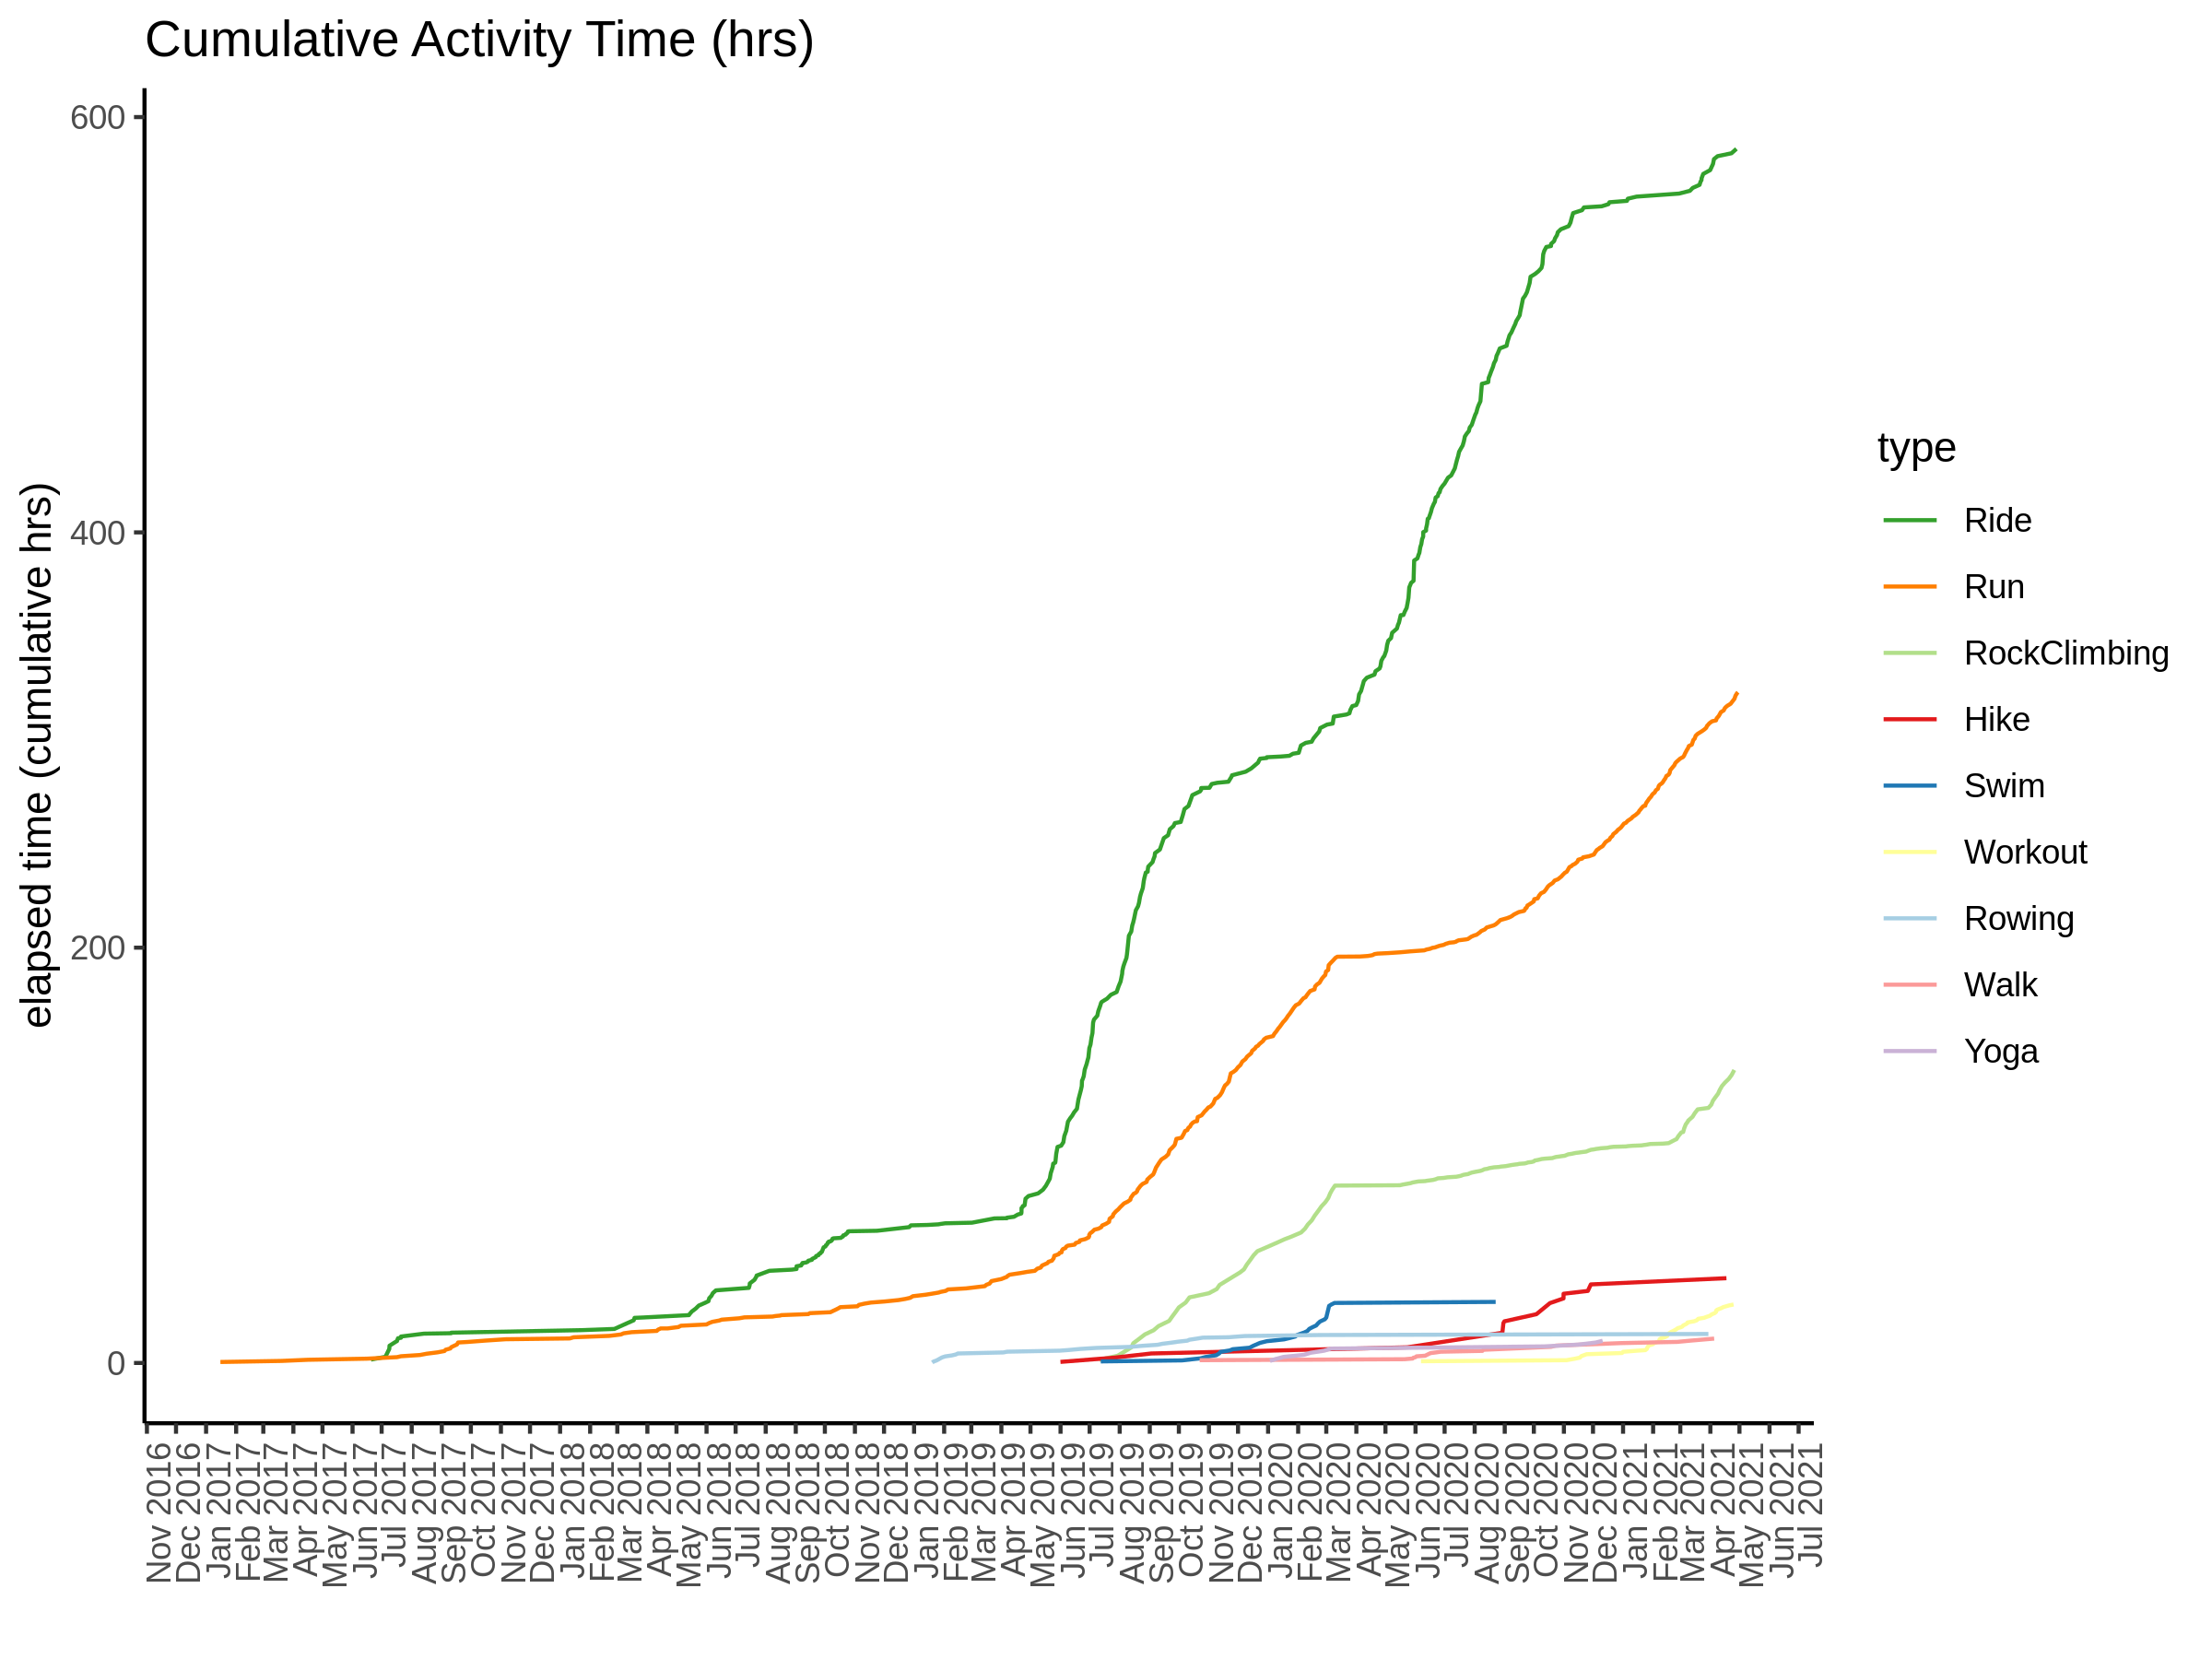 Cumulative Activity Time (hrs)
elapsed time (cumulative hrs)
600
400
200
0
Nov 2016
Dec 2016
Jan 2017
Feb 2017
Mar 2017
Apr 2017
May 2017
Jun 2017
Jul 2017
Aug 2017
Sep 2017
Oct 2017
Nov 2017
Dec 2017
Jan 2018
Feb 2018
Mar 2018
Apr 2018
May 2018
Jun 2018
Jul 2018
Aug 2018
Sep 2018
Oct 2018
Nov 2018
Dec 2018
Jan 2019
Feb 2019
Mar 2019
Apr 2019
May 2019
Jun 2019
Jul 2019
Aug 2019
Sep 2019
Oct 2019
Nov 2019
Dec 2019
Jan 2020
Feb 2020
Mar 2020
Apr 2020
May 2020
Jun 2020
Jul 2020
Aug 2020
Sep 2020
Oct 2020
Nov 2020
Dec 2020
Jan 2021
Feb 2021
Mar 2021
Apr 2021
May 2021
Jun 2021
Jul 2021
type
Ride
Run
RockClimbing
Hike
Swim
Workout
Rowing
Walk
Yoga